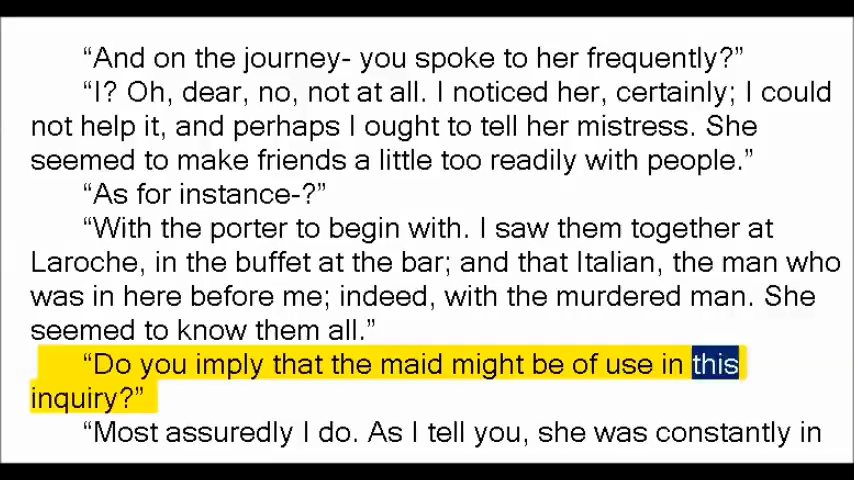 “And on the journey- you spoke to her frequently?”
“I? Oh, dear, no, not at all. I noticed her, certainly; I could
not help it, and perhaps I ought to tell her mistress. She
seemed to make friends a little too readily with people.”
“As for instance-?”
“With the porter to begin with. I saw them together at
Laroche, in the buffet at the bar; and that Italian, the man who
was in here before me; indeed, with the murdered man. She
seemed to know them all.”
“Do you imply that the maid might be of use in this
inquiry?”
“Most assuredly I do. As I tell you, she was constantly in